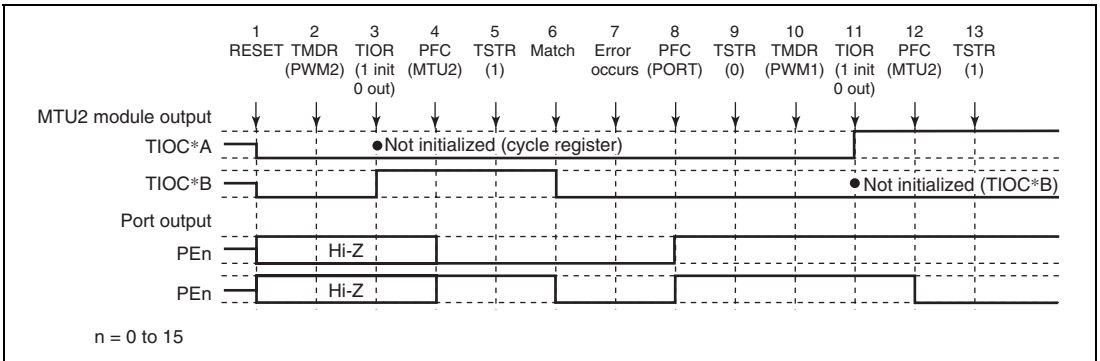 1 2 3 4 5 6 7 8 9 10 11 12 13
RESET TMDR TIOR PFC TSTR Match Error PFC TSTR TMDR TIOR PFC TSTR
(PWM2) (1 init (MTU2) (1) occurs (PORT) (0) (PWM1) (1 init (MTU2) (1)
0 out) 0 out)
MTU2 module output
TIOC*A ●Not initialized (cycle register)
TIOC*B ● Not initialized (TIOC*B)
Port output
PEn Hi-Z
PEn Hi-Z
n = 0 to 15